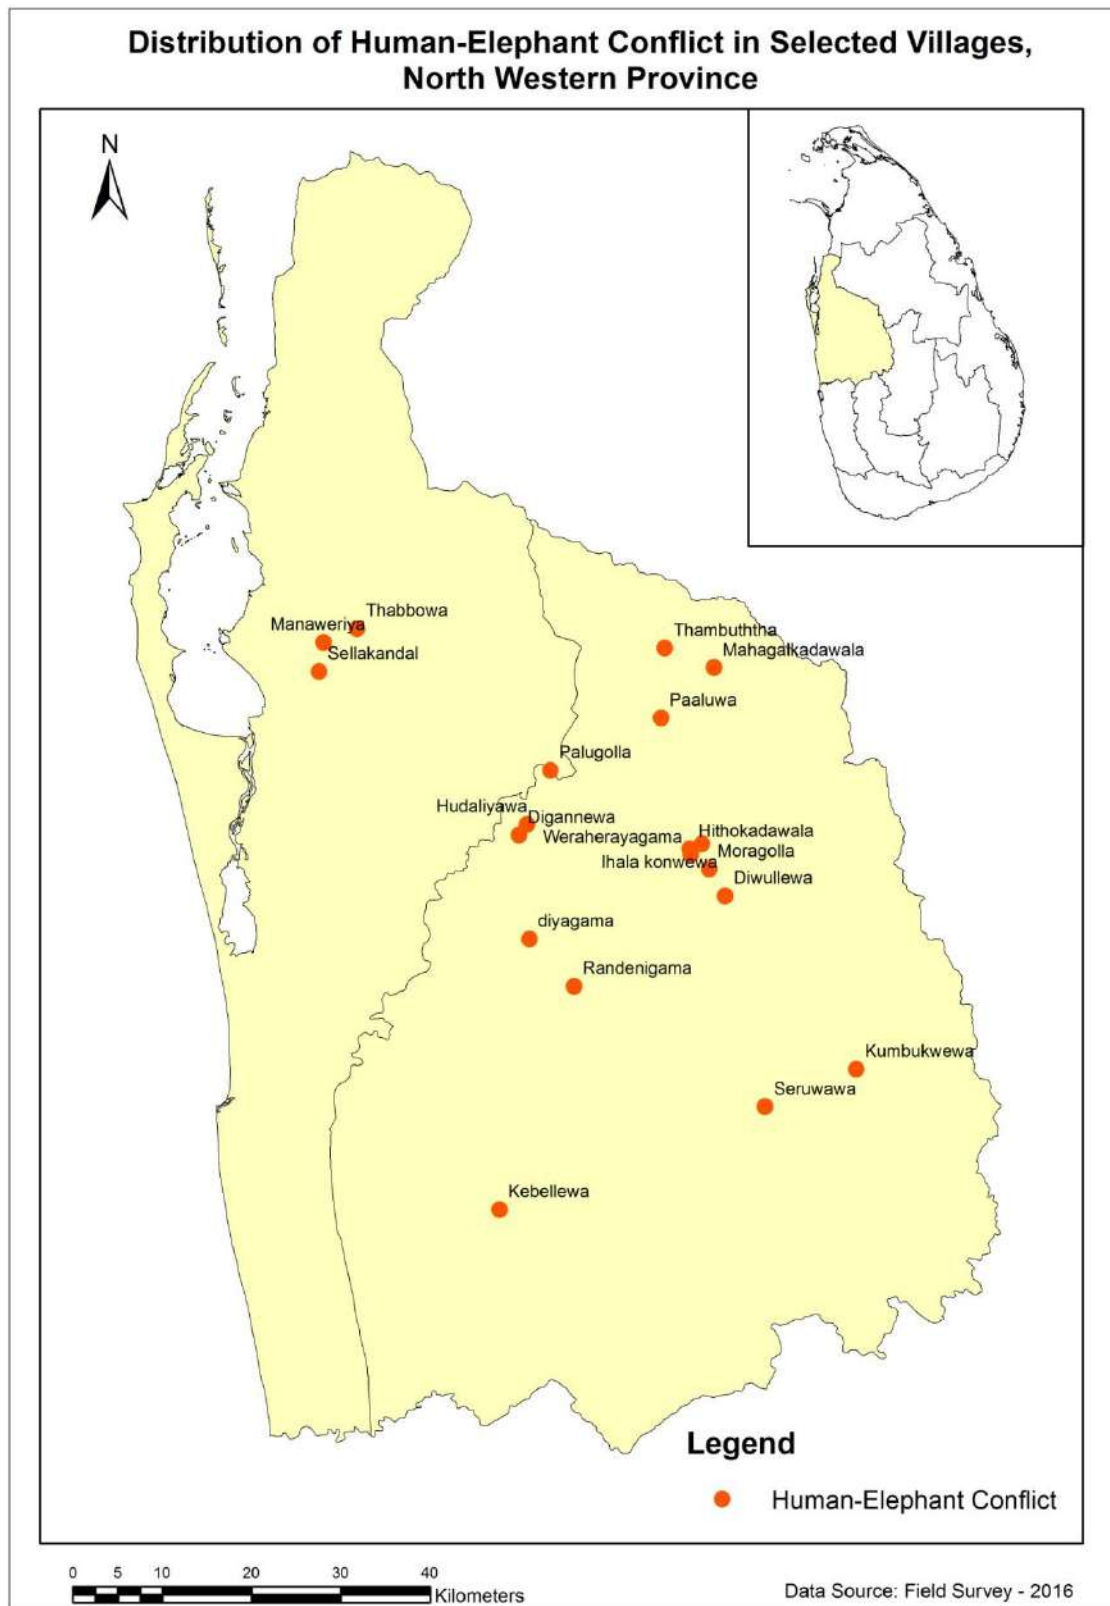 Distribution of Human-Elephant Conflict in Selected Villages,
North Western Province
N
Thabbowa
Manaweriya
Sellakandal
Thambuththa
Mahagalkadawala
Paaluwa
Palugolla
Hudaliyawa
Digannewa
Weraherayagama
Hithokadawala
Ihala konwewa
Moragolla
Diwullewa
diyagama
Randenigama
Kumbukwewa
Seruwawa
Kebellewa
Legend
Human-Elephant Conflict
0 5 10 20 30 40
Kilometers
Data Source: Field Survey - 2016